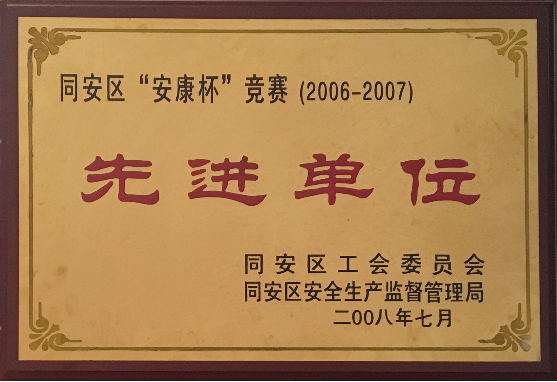 同安区“安康杯”竞赛(2006-2007)
先进单位
同安区工会委员会
同安区安全生产监督管理局
二00八年七月